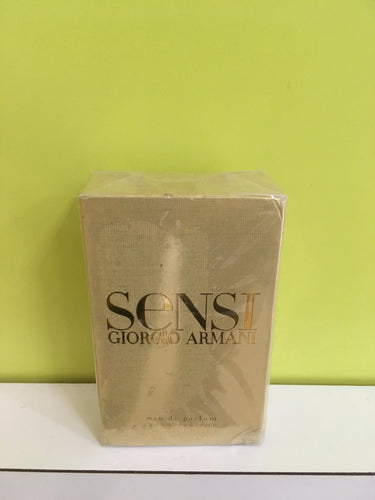 SeNSI
GIORGIO ARMANI
eau de parfum